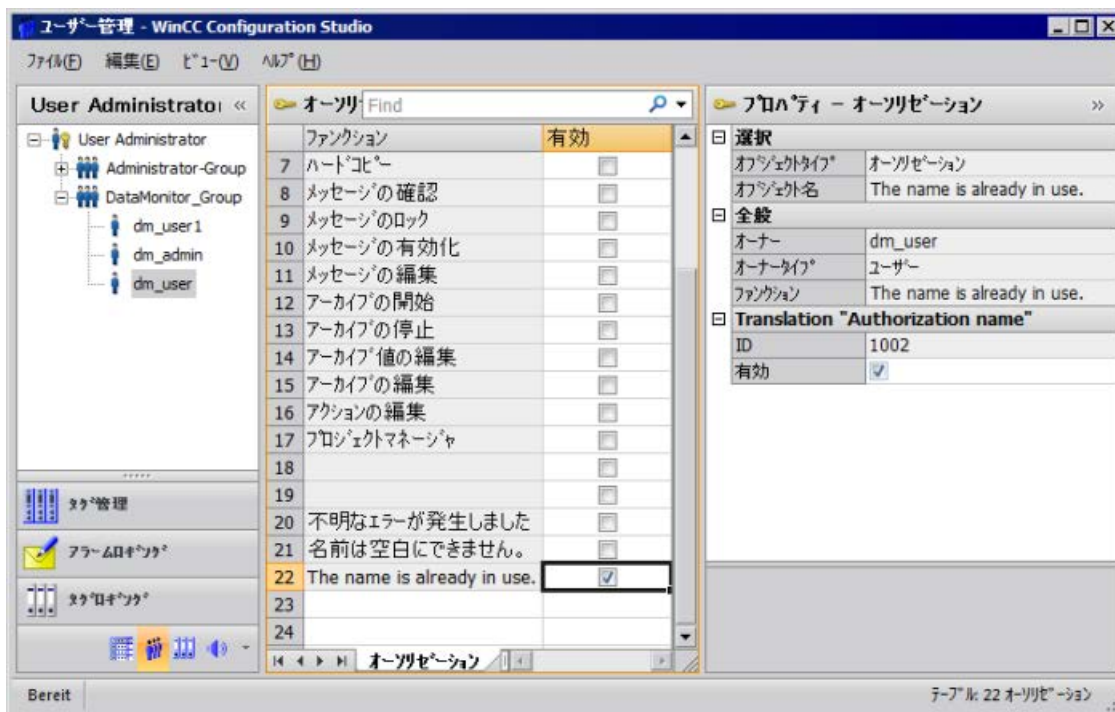 ユーザー管理 - WinCC Configuration Studio
ファイル(F) 編集(E) ビュー(V) ヘルプ(H)
User Administrator «
User Administrator
Administrator-Group
DataMonitor_Group
dm_user1
dm_admin
dm_user
タグ管理
アラームロギング
タグロギング
オーソリ Find
ファンクション 有効
7 ハードコピー
8 メッセージの確認
9 メッセージのロック
10 メッセージの有効化
11 メッセージの編集
12 アーカイブの開始
13 アーカイブの停止
14 アーカイブ値の編集
15 アーカイブの編集
16 アクションの編集
17 プロジェクトマネージャ
18
19
20 不明なエラーが発生しました
21 名前は空白にできません。
22 The name is already in use.
23
24
オーソリゼーション
プロパティ - オーソリゼーション »
選択
オブジェクトタイプ オーソリゼーション
オブジェクト名 The name is already in use.
全般
オーナー dm_user
オーナータイプ ユーザー
ファンクション The name is already in use.
Translation "Authorization name"
ID 1002
有効
Bereit テーブル: 22 オーソリゼーション